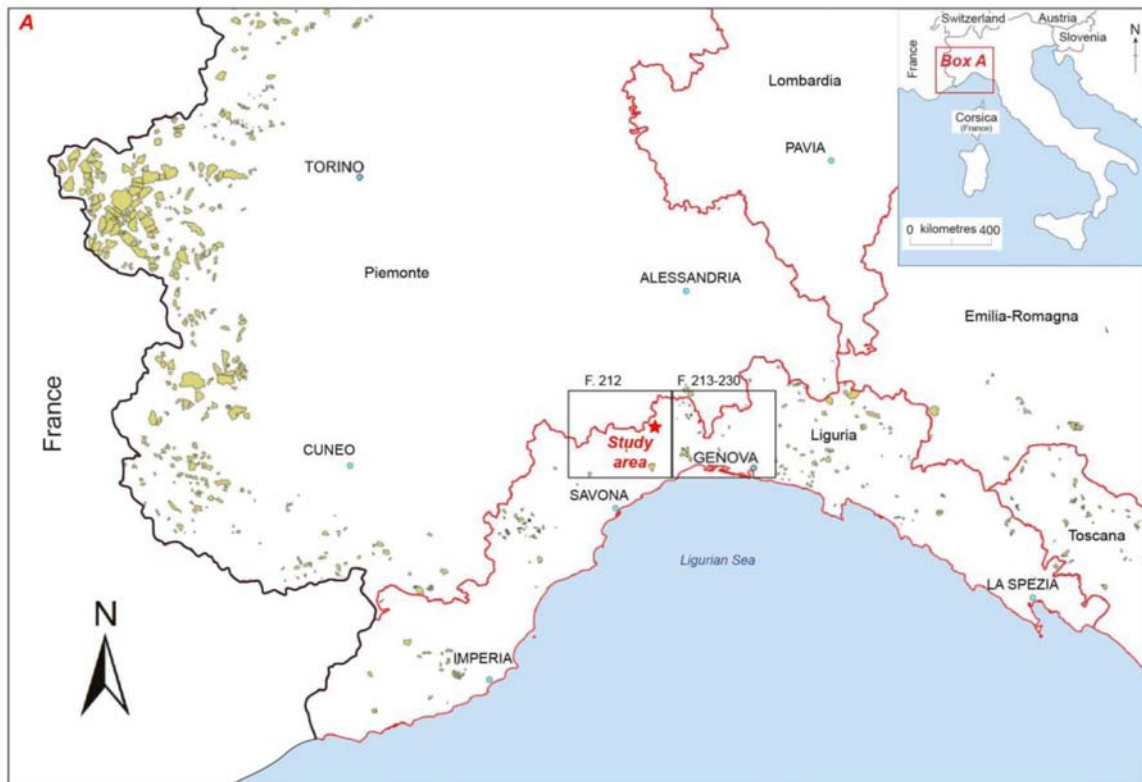 A
Switzerland
Austria
Slovenia
N
France
Box A
Corsica
(France)
0 kilometres 400
Lombardia
PAVIA
TORINO
Piemonte
ALESSANDRIA
Emilia-Romagna
France
F. 212
F. 213-230
Study
area
Liguria
GENOVA
CUNEO
SAVONA
Toscana
Ligurian Sea
LA SPEZIA
N
IMPERIA